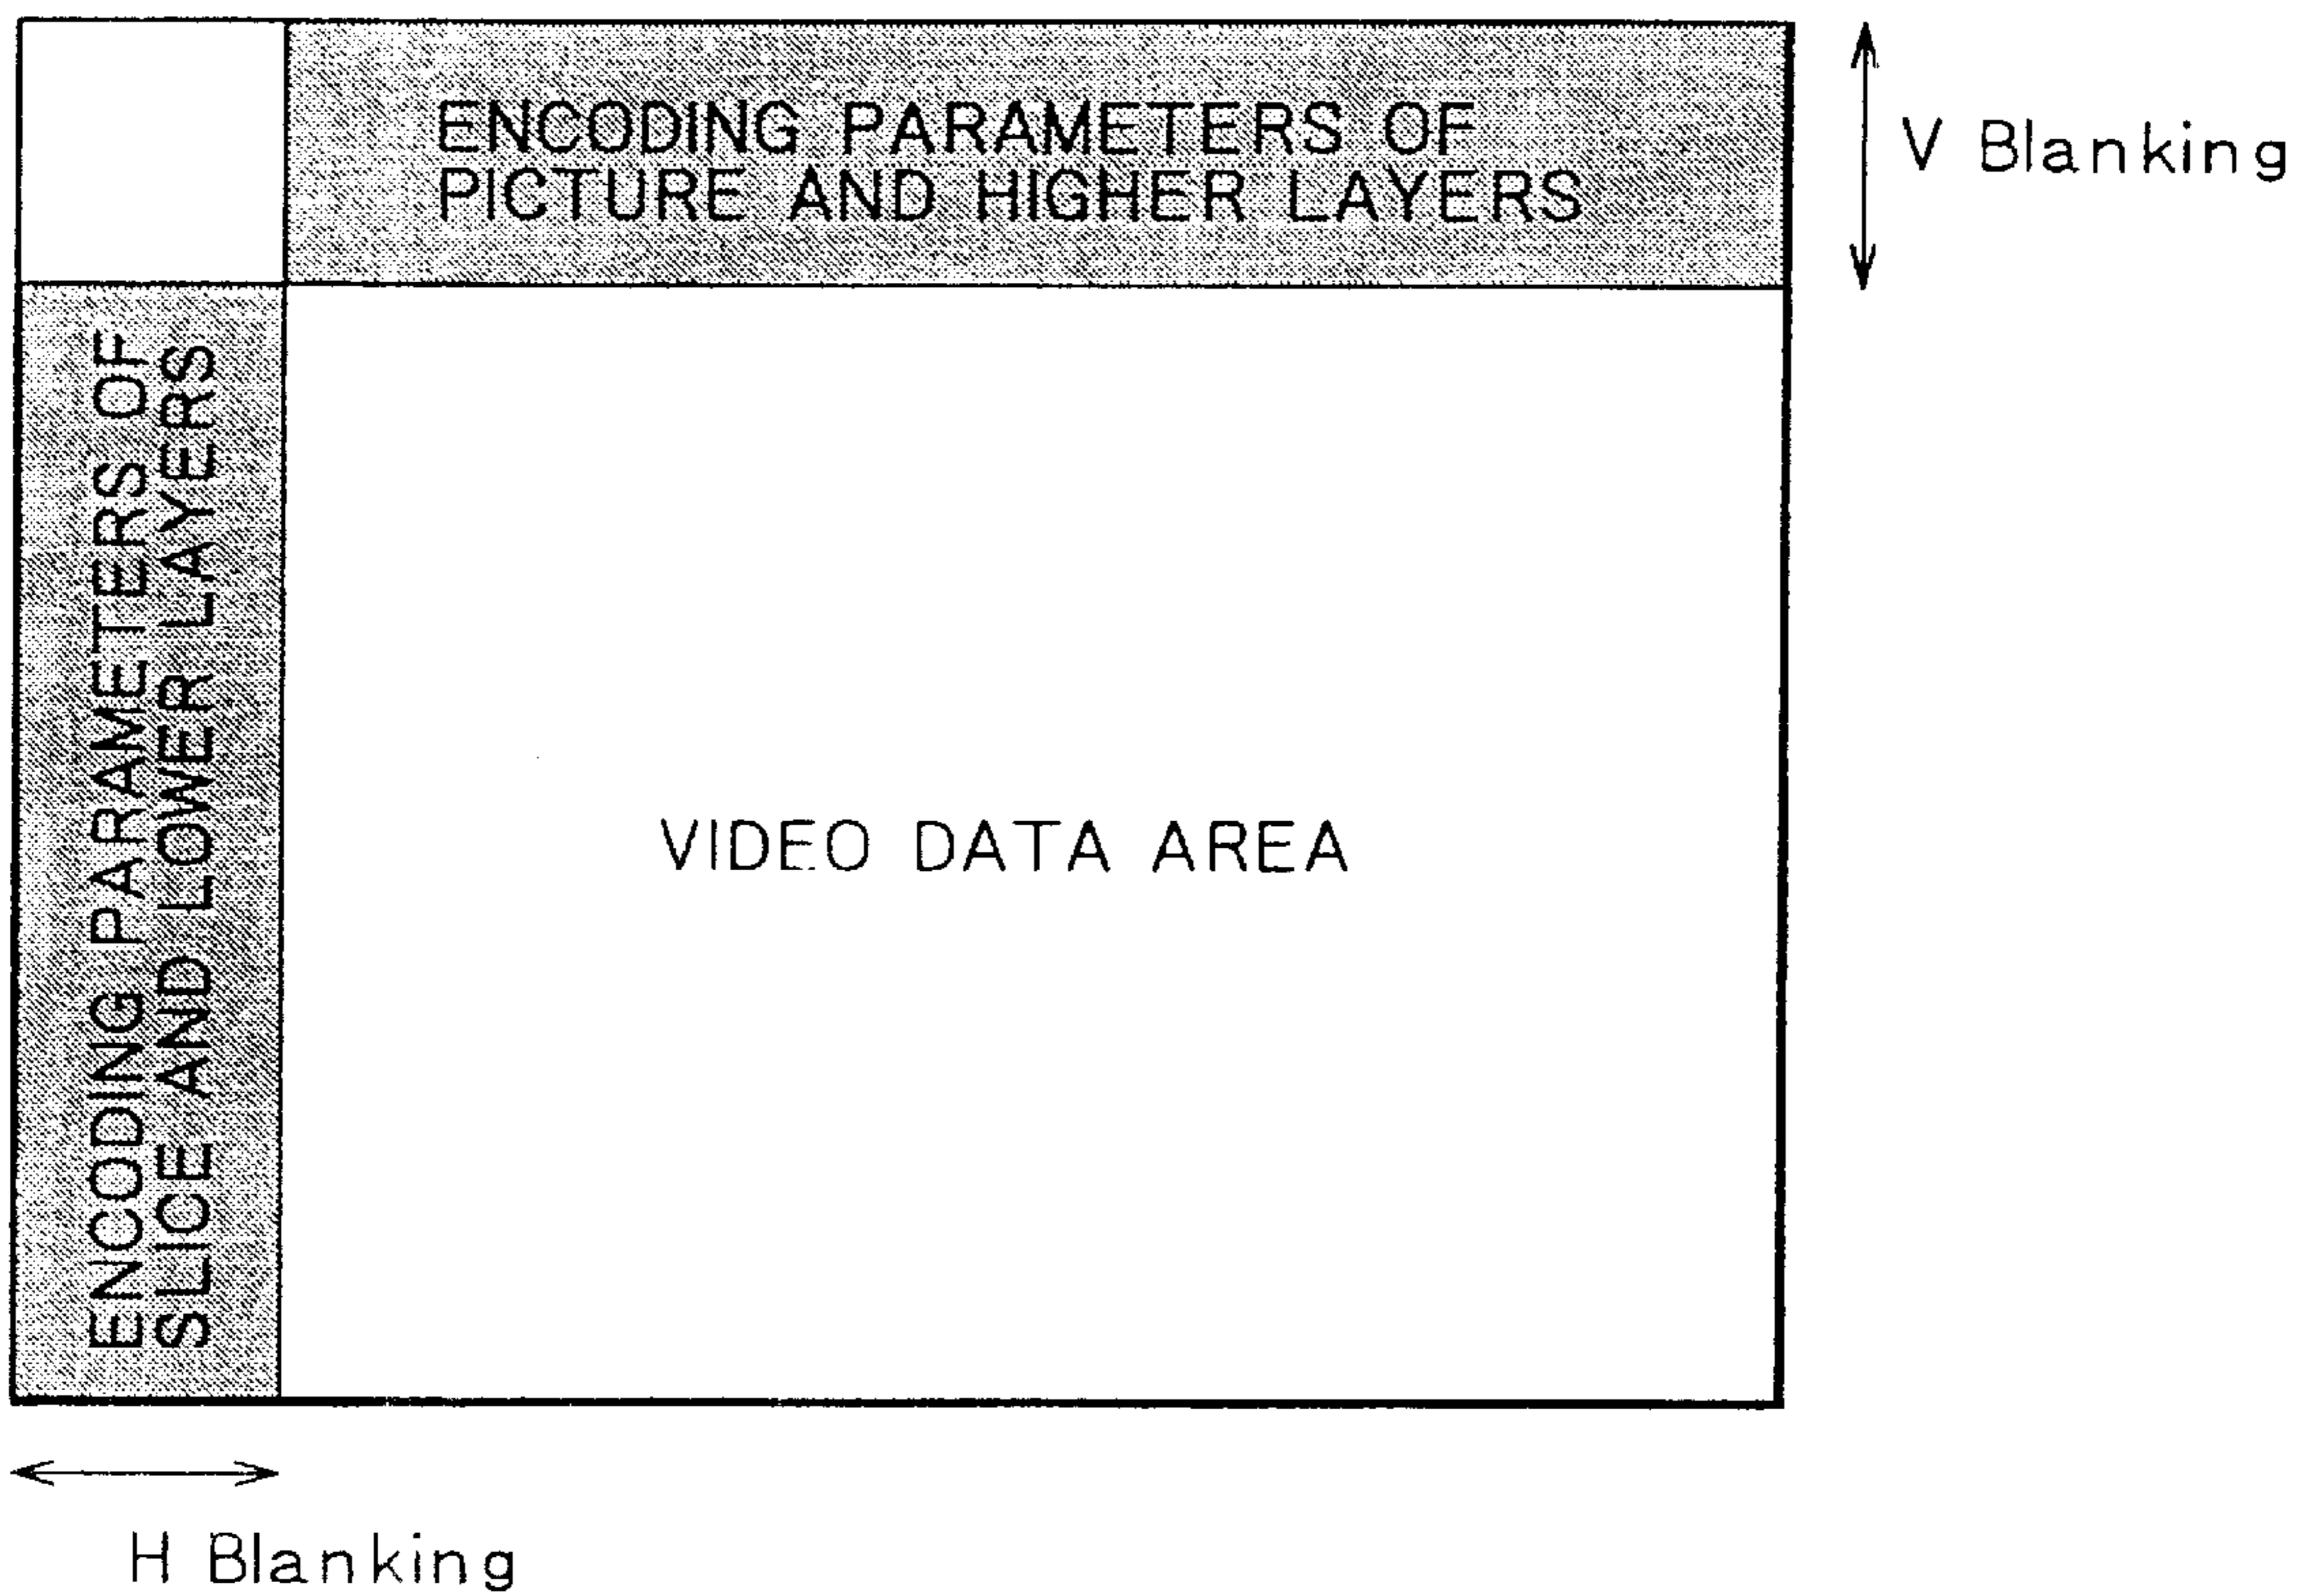 ENCODING PARAMETERS OF
PICTURE AND HIGHER LAYERS
V Blanking
ENCODING PARAMETERS OF
SLICE AND LOWER LAYERS
VIDEO DATA AREA
H Blanking